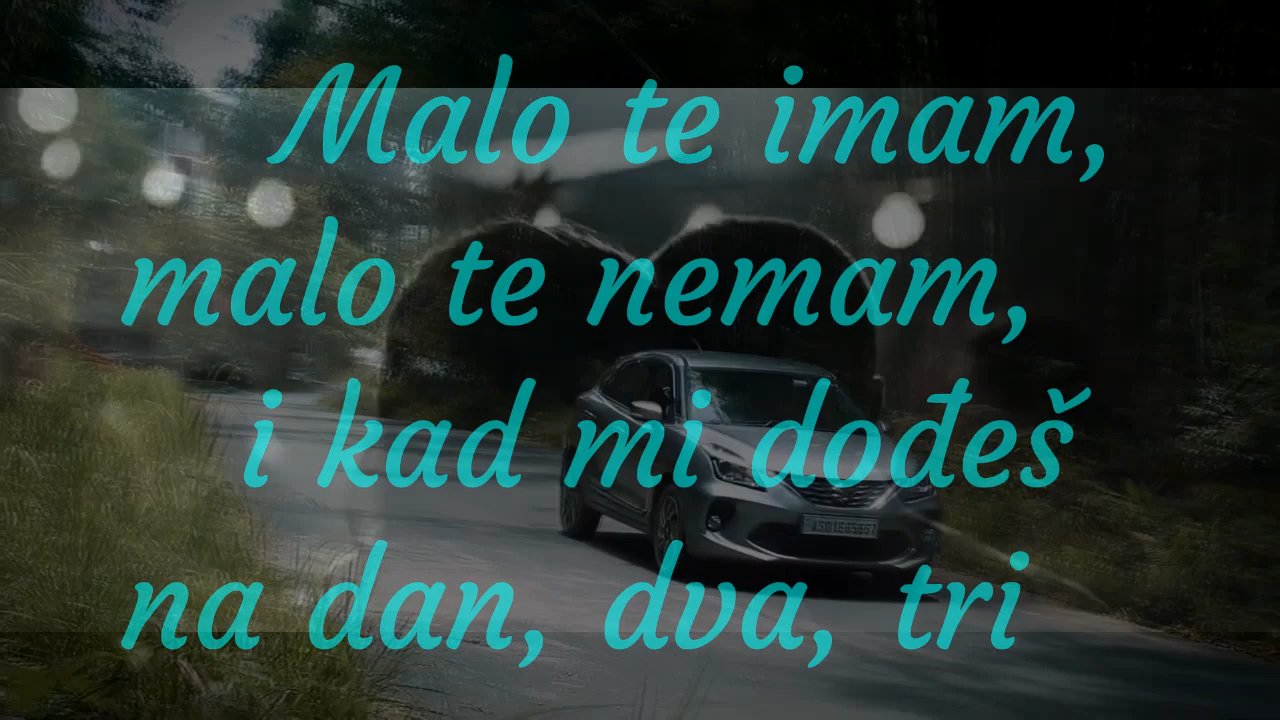 Malo te imam,
malo te nemam,
i kad mi dođeš
na dan, dva, tri